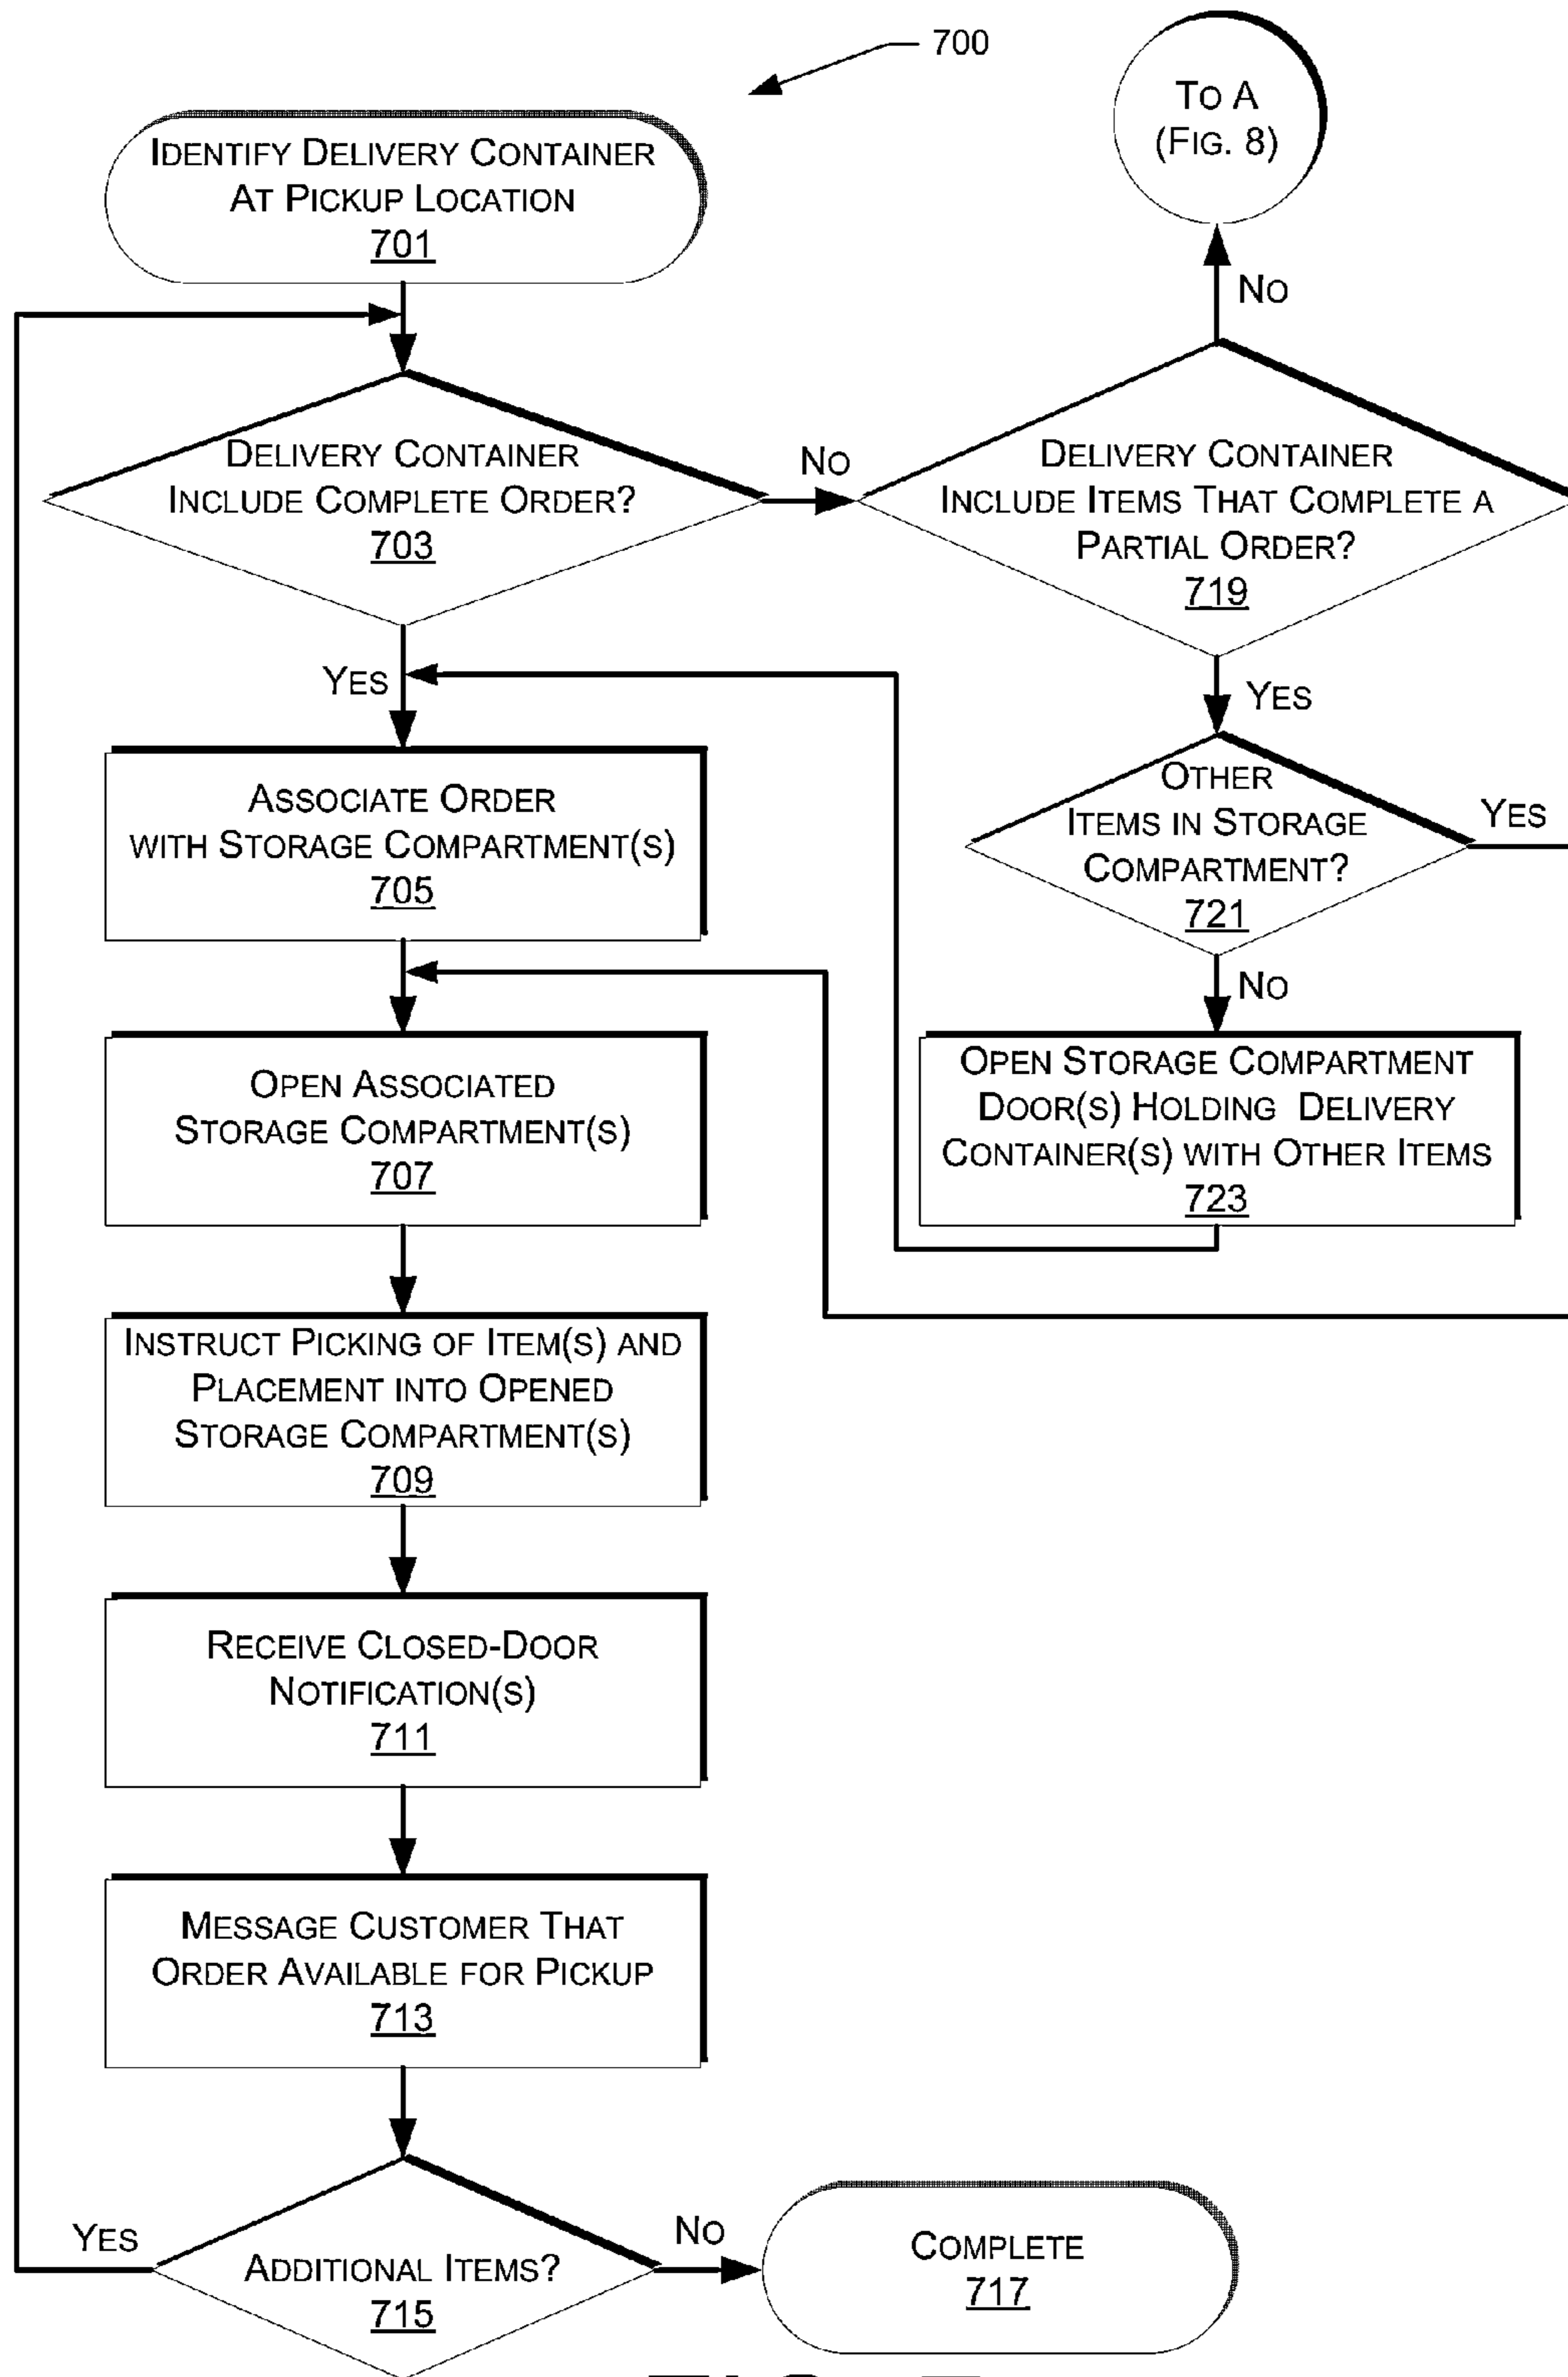 700
To A
(Fig. 8)
Identify Delivery Container
At Pickup Location
701
No
Delivery Container
Include Complete Order?
703
No
Delivery Container
Include Items That Complete a
Partial Order?
719
Yes
Yes
Other
Items in Storage
Compartment?
721
Yes
No
Associate Order
with Storage Compartment(s)
705
Open Associated
Storage Compartment(s)
707
Open Storage Compartment
Door(s) Holding Delivery
Container(s) with Other Items
723
Instruct Picking of Item(s) and
Placement into Opened
Storage Compartment(s)
709
Receive Closed-Door
Notification(s)
711
Message Customer That
Order Available for Pickup
713
Yes
Additional Items?
715
No
Complete
717